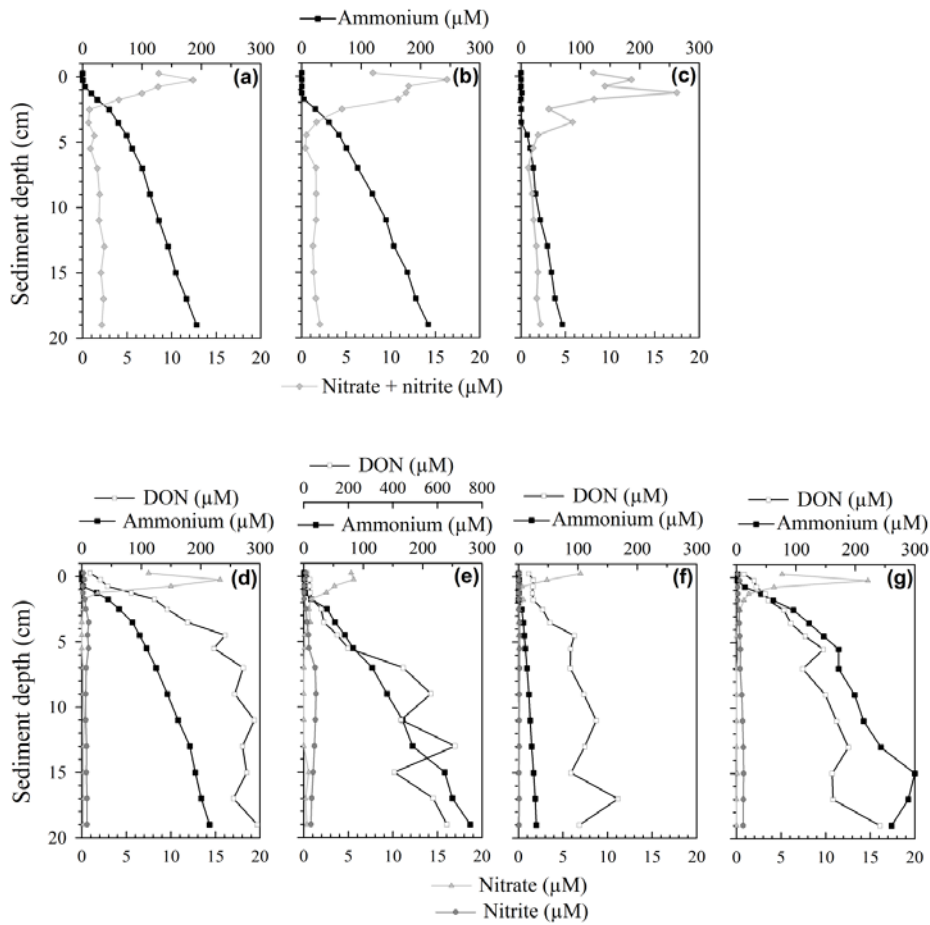 Ammonium (µM)
0 100 200 300 0 100 200 300 0 100 200 300
(a) (b) (c)
0
5
10
15
20
Sediment depth (cm)
0 5 10 15 20 0 5 10 15 20 0 5 10 15 20
Nitrate + nitrite (µM)
DON (µM)
0 200 400 600 800
DON (µM) DON (µM) DON (µM)
Ammonium (µM) Ammonium (µM) Ammonium (µM) Ammonium (µM)
0 100 200 300 0 100 200 300 0 100 200 300 0 100 200 300
(d) (e) (f) (g)
0
5
10
15
20
Sediment depth (cm)
0 5 10 15 20 0 5 10 15 20 0 5 10 15 20 0 5 10 15 20
Nitrate (µM)
Nitrite (µM)